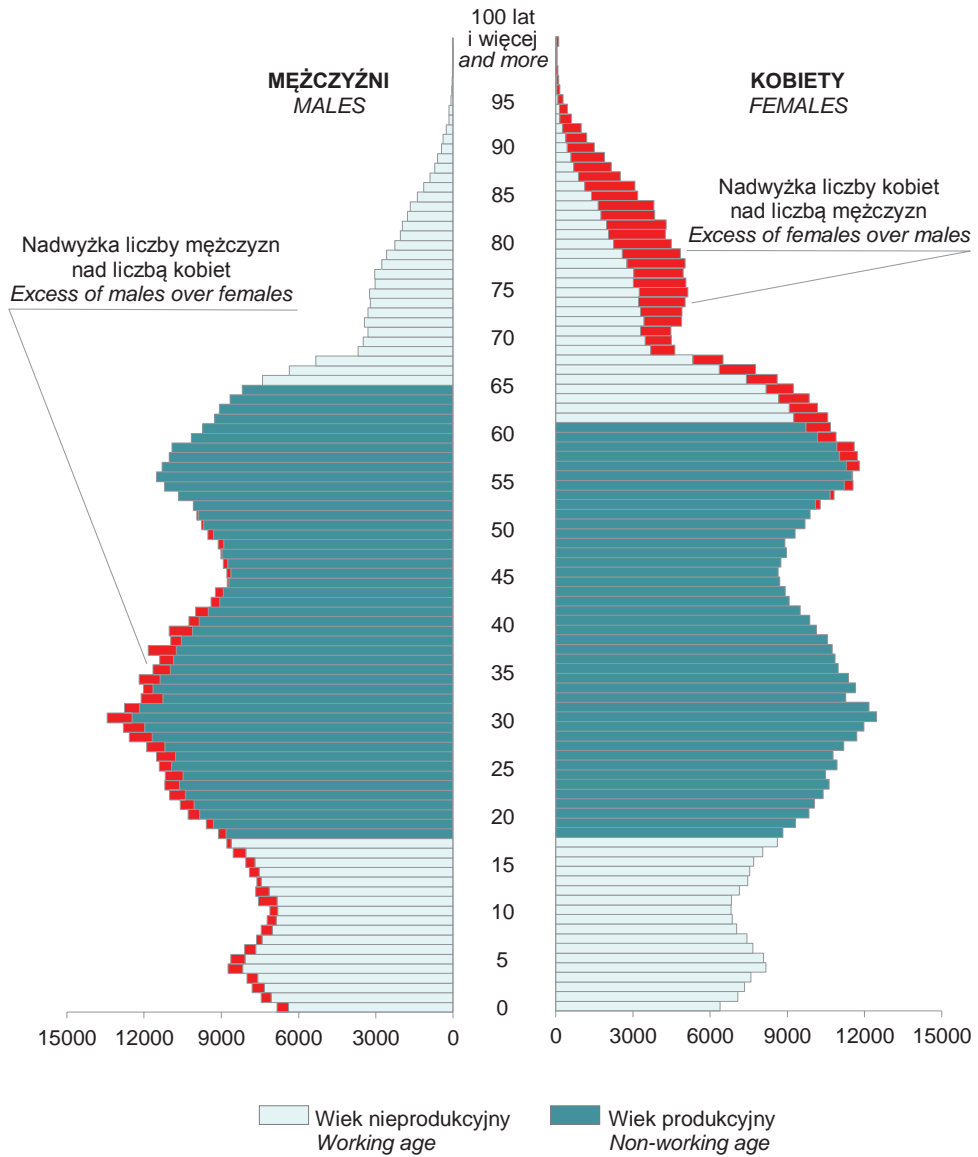 100 lat
i więcej
and more
MĘŻCZYŹNI
MALES
KOBIETY
FEMALES
95
90
85
80
75
70
65
60
55
50
45
40
35
30
25
20
15
10
5
0
Nadwyżka liczby mężczyzn
nad liczbą kobiet
Excess of males over females
Nadwyżka liczby kobiet
nad liczbą mężczyzn
Excess of females over males
15000 12000 9000 6000 3000 0
0 3000 6000 9000 12000 15000
Wiek nieprodukcyjny
Working age
Wiek produkcyjny
Non-working age